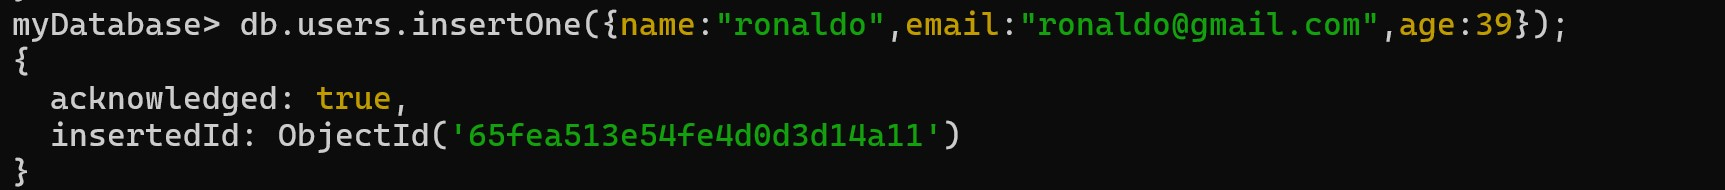 myDatabase> db.users.insertOne({name:"ronaldo",email:"ronaldo@gmail.com",age:39});
{
  acknowledged: true,
  insertedId: ObjectId('65fea513e54fe4d0d3d14a11')
}